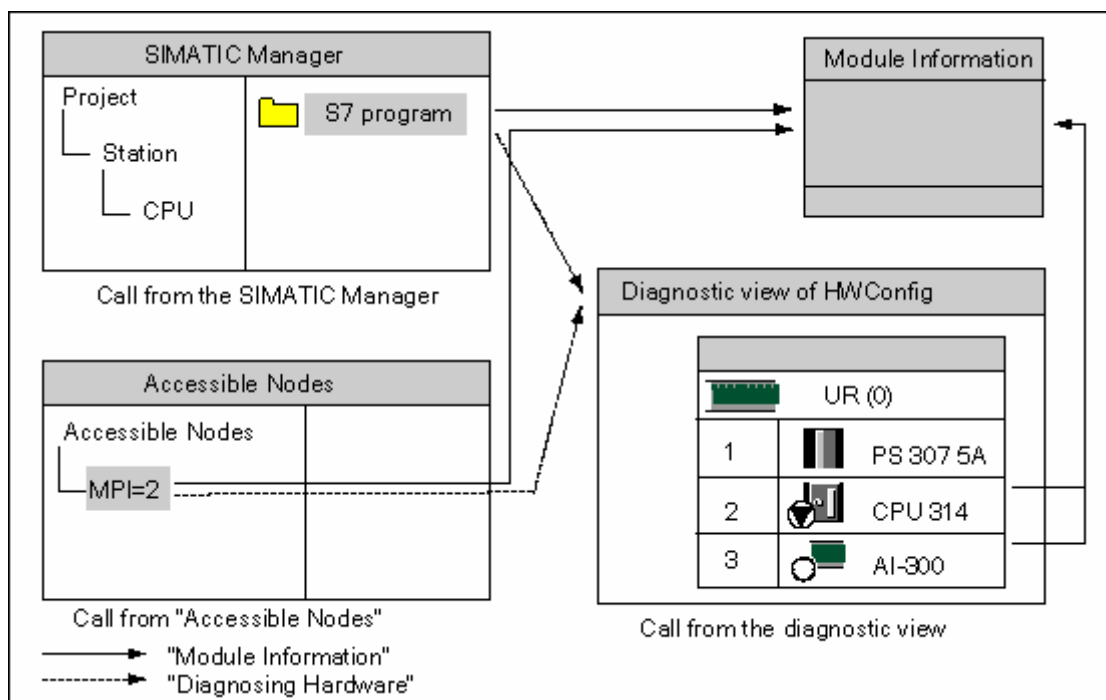 SIMATIC Manager
Project
Station
CPU
S7 program
Call from the SIMATIC Manager
Module Information
Accessible Nodes
Accessible Nodes
MPI=2
Call from "Accessible Nodes"
Diagnostic view of HWConfig
UR (0)
1 PS 307 5A
2 CPU 314
3 AI-300
Call from the diagnostic view
"Module Information"
"Diagnosing Hardware"